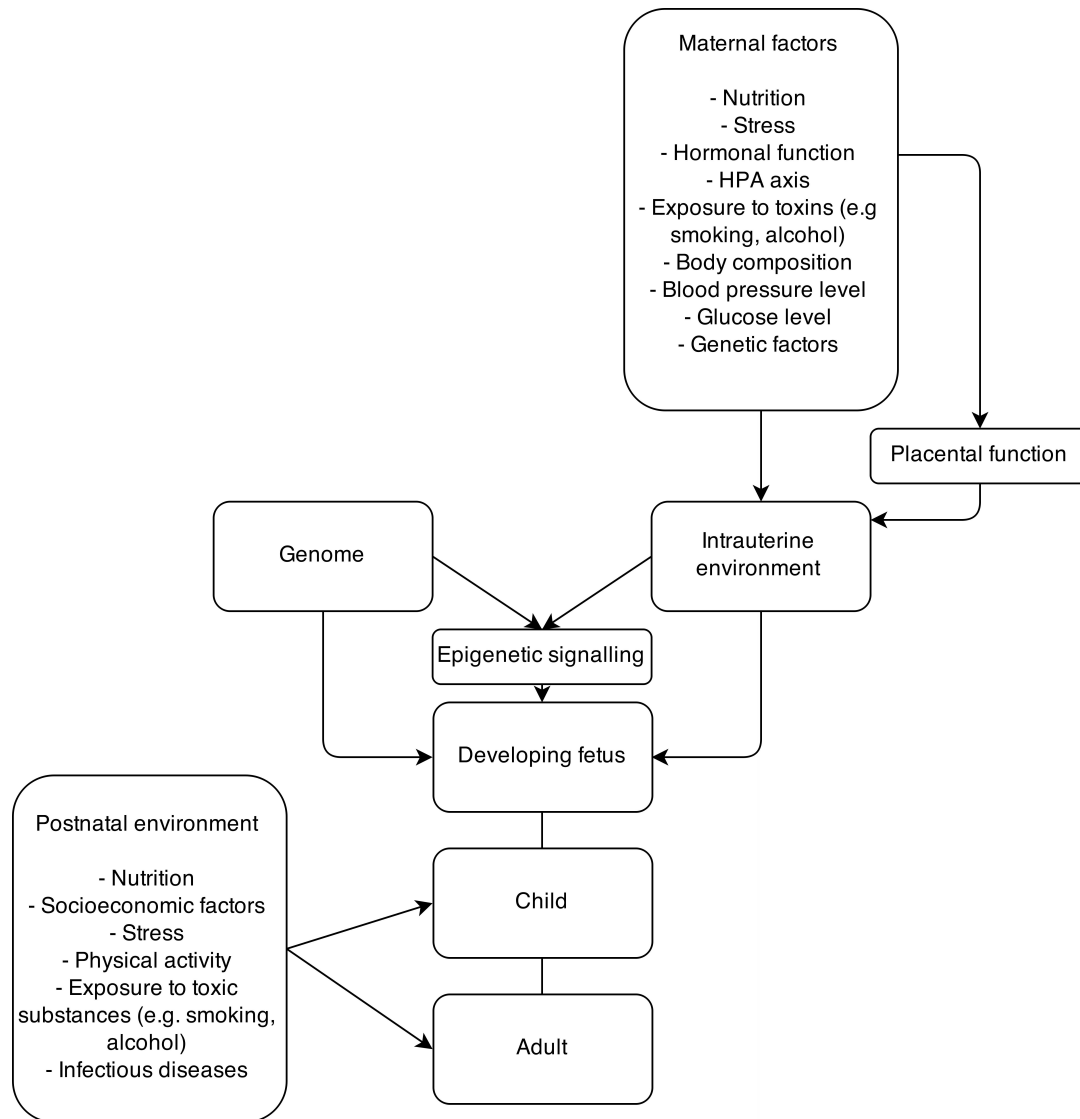 Maternal factors
- Nutrition
- Stress
- Hormonal function
- HPA axis
- Exposure to toxins (e.g
smoking, alcohol)
- Body composition
- Blood pressure level
- Glucose level
- Genetic factors
Placental function
Genome
Intrauterine
environment
Epigenetic signalling
Developing fetus
Postnatal environment
- Nutrition
- Socioeconomic factors
- Stress
- Physical activity
- Exposure to toxic
substances (e.g. smoking,
alcohol)
- Infectious diseases
Child
Adult